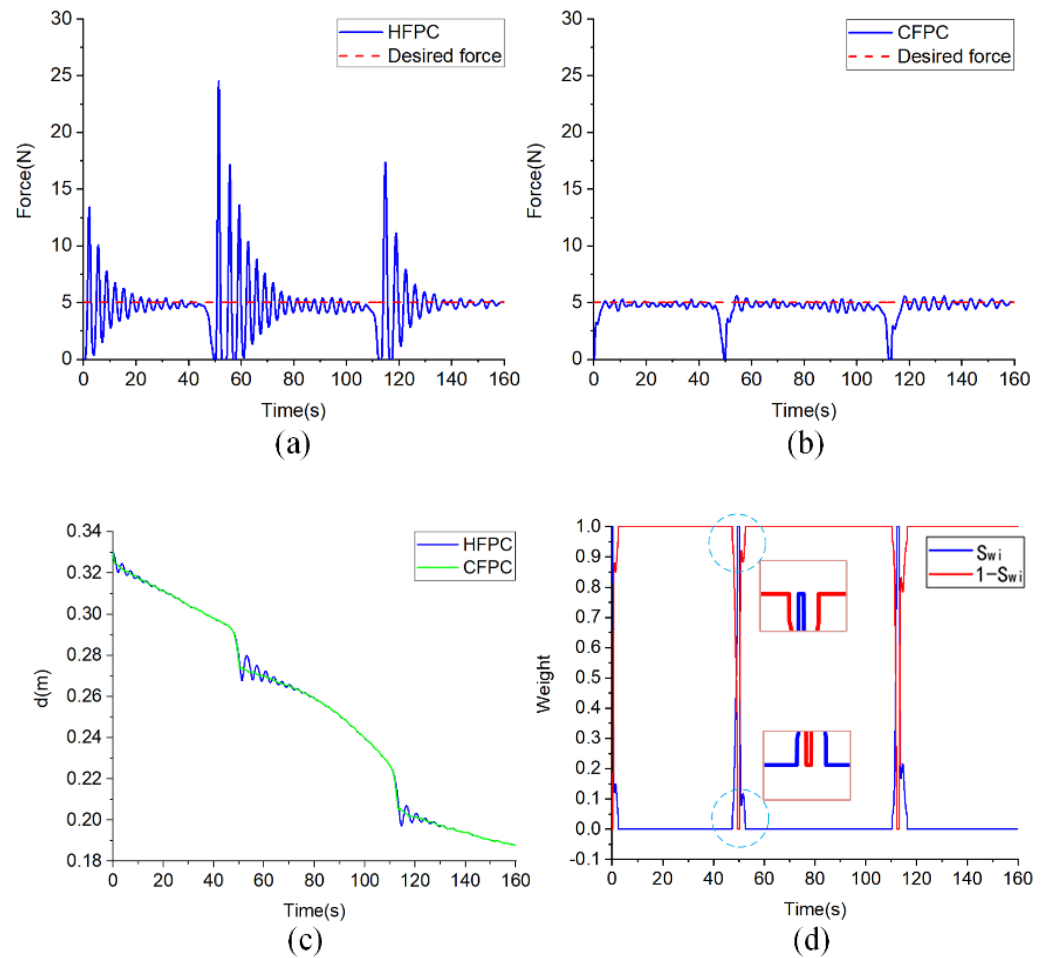 HFPC
Desired force
30
25
20
15
10
5
0
Force(N)
0 20 40 60 80 100 120 140 160
Time(s)
(a)
CFPC
Desired force
30
25
20
15
10
5
0
Force(N)
0 20 40 60 80 100 120 140 160
Time(s)
(b)
HFPC
CFPC
0.34
0.32
0.30
0.28
0.26
0.24
0.22
0.20
0.18
d(m)
0 20 40 60 80 100 120 140 160
Time(s)
(c)
Swi
1-Swi
1.0
0.9
0.8
0.7
0.6
0.5
0.4
0.3
0.2
0.1
0.0
-0.1
Weight
0 20 40 60 80 100 120 140 160
Time(s)
(d)